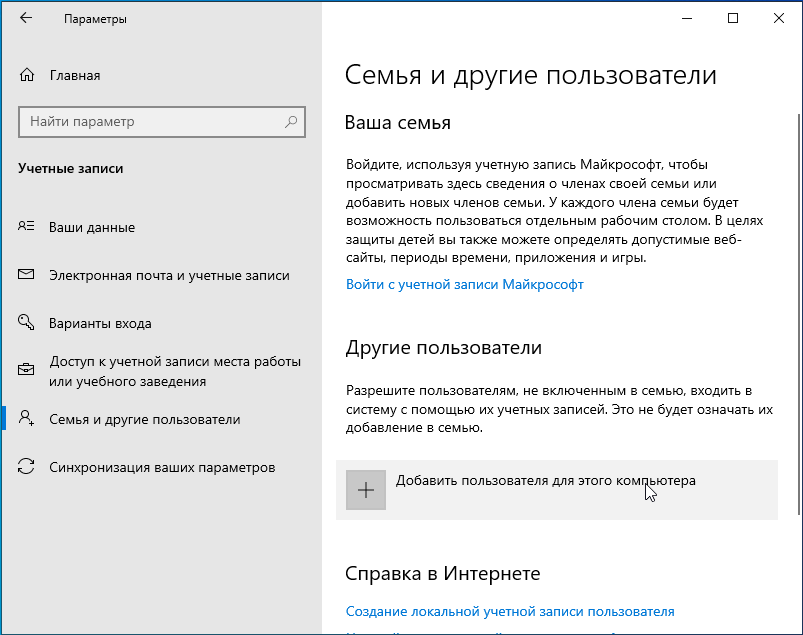 Параметры
Главная
Найти параметр
Учетные записи
Ваши данные
Электронная почта и учетные записи
Варианты входа
Доступ к учетной записи места работы
или учебного заведения
Семья и другие пользователи
Синхронизация ваших параметров
Семья и другие пользователи
Ваша семья
Войдите, используя учетную запись Майкрософт, чтобы
просматривать здесь сведения о членах своей семьи или
добавить новых членов семьи. У каждого члена семьи будет
возможность пользоваться отдельным рабочим столом. В целях
защиты детей вы также можете определять допустимые веб-
сайты, периоды времени, приложения и игры.
Войти с учетной записи Майкрософт
Другие пользователи
Разрешите пользователям, не включенным в семью, входить в
систему с помощью их учетных записей. Это не будет означать их
добавление в семью.
Добавить пользователя для этого компьютера
Справка в Интернете
Создание локальной учетной записи пользователя